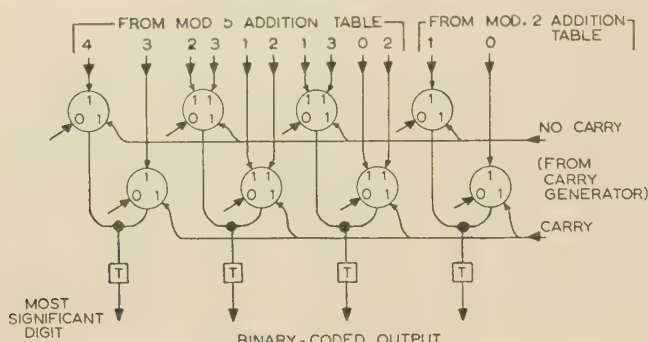 FROM MOD 5 ADDITION TABLE
FROM MOD. 2 ADDITION
TABLE
4 3 2 3 1 2 1 3 0 2 1 0
1 1 1 1 1 1
0 1 0 1 0 1 0 1
NO CARRY
(FROM
CARRY
GENERATOR)
1 1 1 1 1 1
0 1 0 1 0 1 0 1
CARRY
T T T T
MOST
SIGNIFICANT
DIGIT
BINARY-CODED OUTPUT